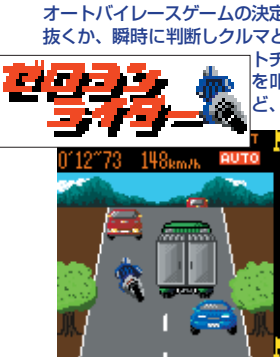 オートバイレースゲームの決定
抜くか、瞬時に判断しクルマと
トチ
を叩
ど、
ゼロヨン
ライダー
T
0'12"73 148km/h AUTO